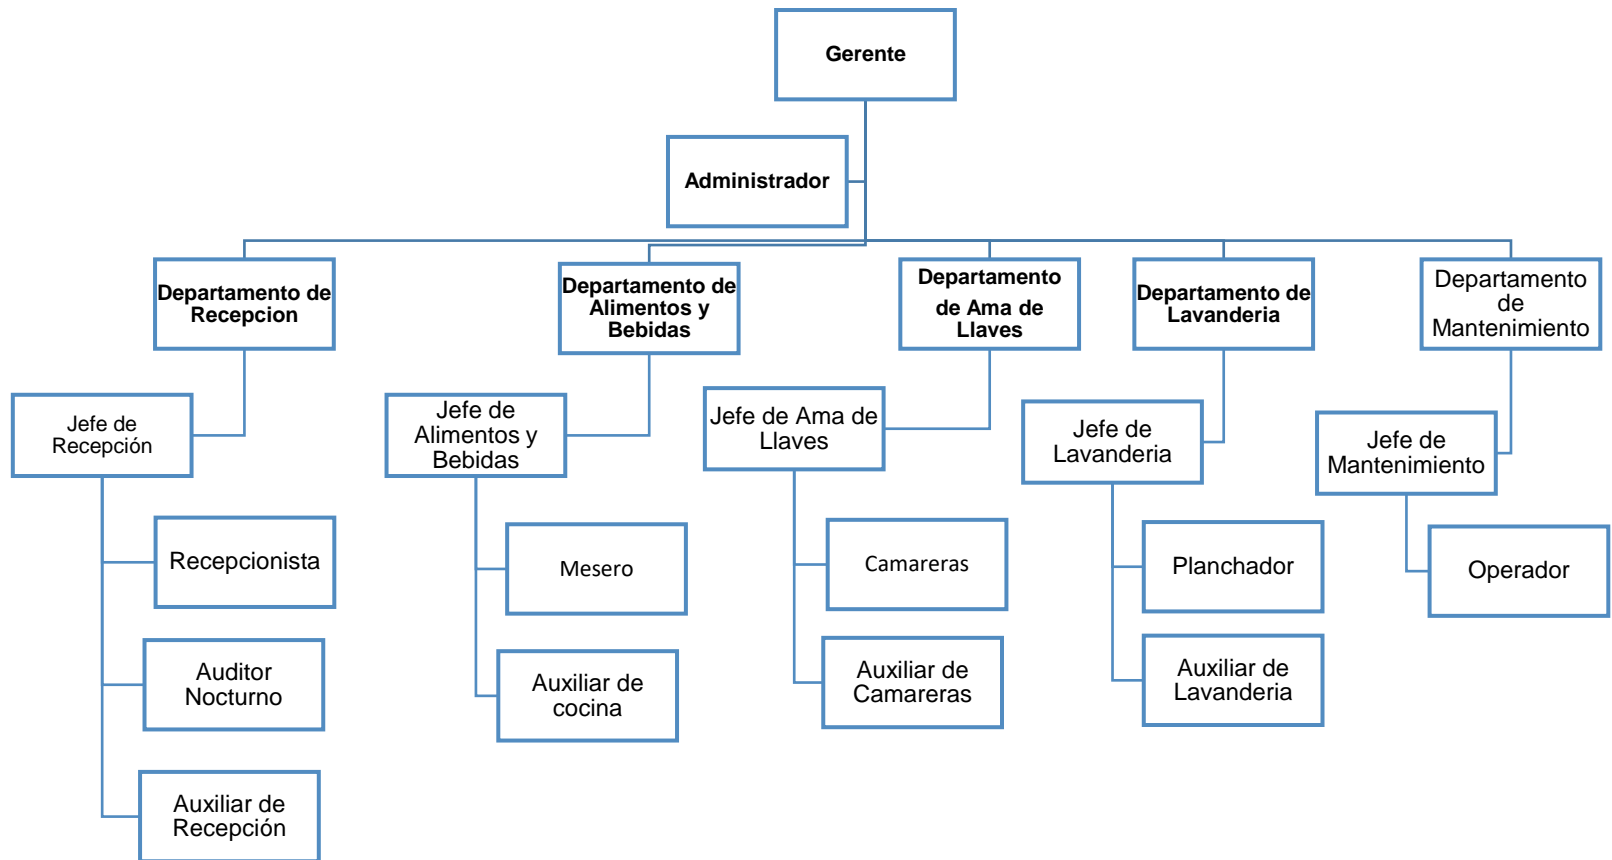 Gerente
Administrador
Departamento de
Recepcion
Departamento de
Alimentos y
Bebidas
Departamento
de Ama de
Llaves
Departamento de
Lavanderia
Departamento
de
Mantenimiento
Jefe de
Recepción
Jefe de
Alimentos y
Bebidas
Jefe de Ama de
Llaves
Jefe de
Lavanderia
Jefe de
Mantenimiento
Recepcionista
Mesero
Camareras
Planchador
Operador
Auditor
Nocturno
Auxiliar de
cocina
Auxiliar de
Camareras
Auxiliar de
Lavanderia
Auxiliar de
Recepción